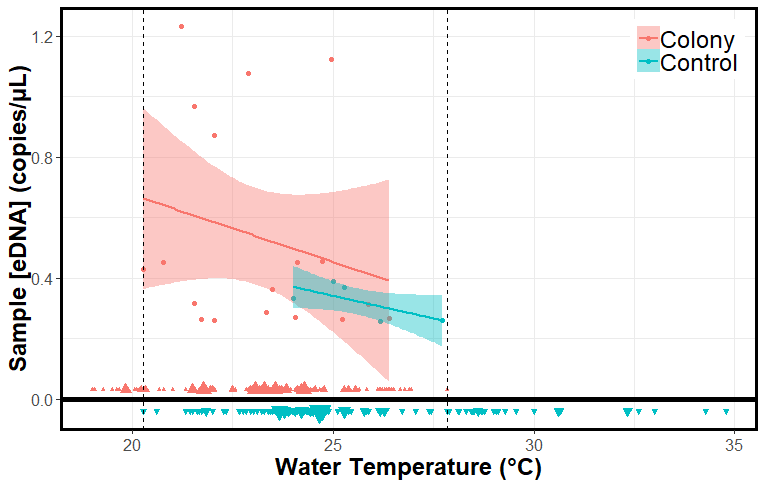 Sample [eDNA] (copies/µL)
1.2
0.8
0.4
0.0
Colony
Control
20
25
30
35
Water Temperature (°C)